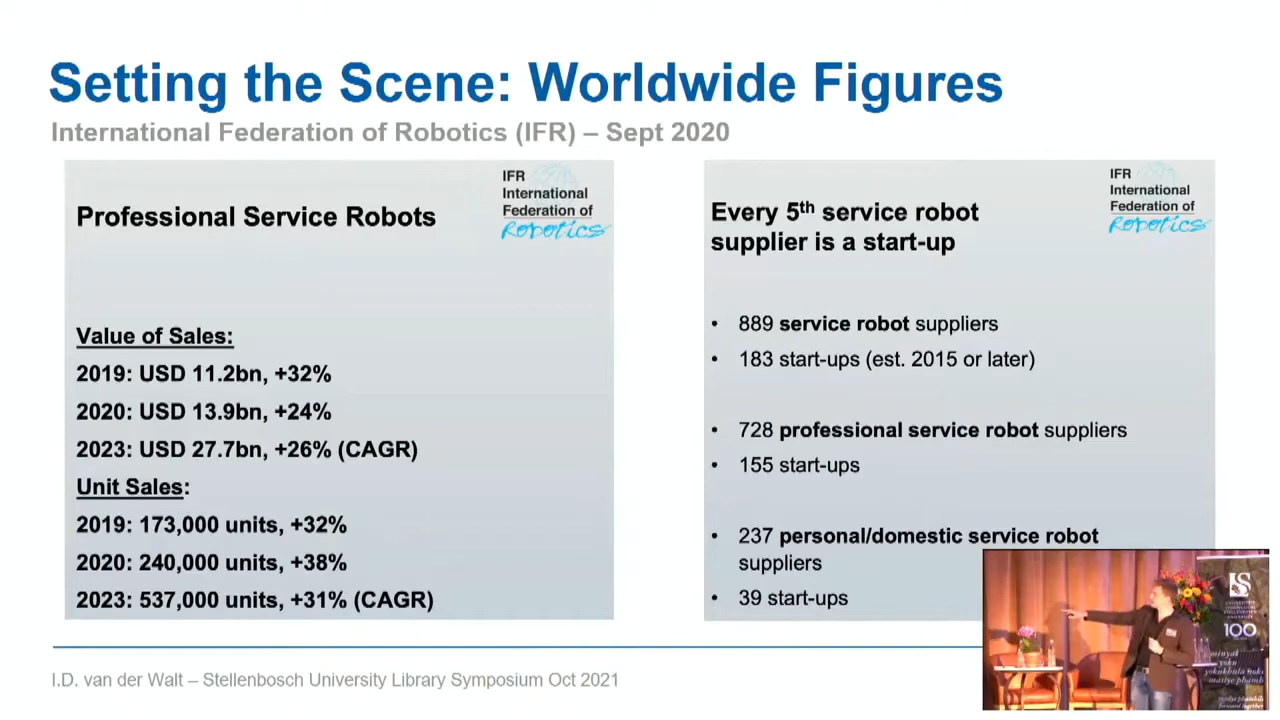 Setting the Scene: Worldwide Figures
International Federation of Robotics (IFR) – Sept 2020
IFR
International
Federation of
Robotics
Professional Service Robots
Value of Sales:
2019: USD 11.2bn, +32%
2020: USD 13.9bn, +24%
2023: USD 27.7bn, +26% (CAGR)
Unit Sales:
2019: 173,000 units, +32%
2020: 240,000 units, +38%
2023: 537,000 units, +31% (CAGR)
IFR
International
Federation of
Robotics
Every 5th service robot
supplier is a start-up
• 889 service robot suppliers
• 183 start-ups (est. 2015 or later)
• 728 professional service robot suppliers
• 155 start-ups
• 237 personal/domestic service robot
suppliers
• 39 start-ups
I.D. van der Walt – Stellenbosch University Library Symposium Oct 2021
100
forward together